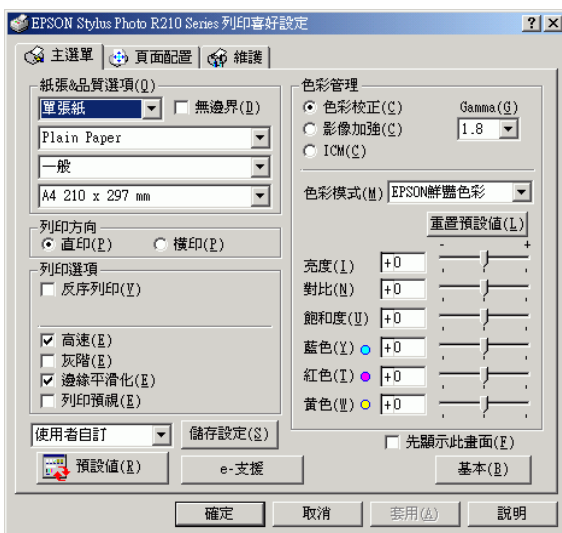 EPSON Stylus Photo R210 Series 列印喜好設定
主選單
頁面配置
維護
紙張&品質選項(Q)
單張紙
無邊界(D)
Plain Paper
一般
A4 210 x 297 mm
列印方向
直印(P)
橫印(R)
列印選項
反序列印(Y)
高速(E)
灰階(E)
邊緣平滑化(E)
列印預視(E)
使用者自訂
儲存設定(S)
預設值(R)
e-支援
色彩管理
色彩校正(C)
影像加強(C)
ICM(C)
Gamma(G)
1.8
色彩模式(M)
EPSON鮮豔色彩
重置預設值(L)
- +
亮度(I) +0
對比(N) +0
飽和度(U) +0
藍色(Y) +0
紅色(T) +0
黃色(W) +0
先顯示此畫面(F)
基本(B)
確定
取消
套用(A)
說明